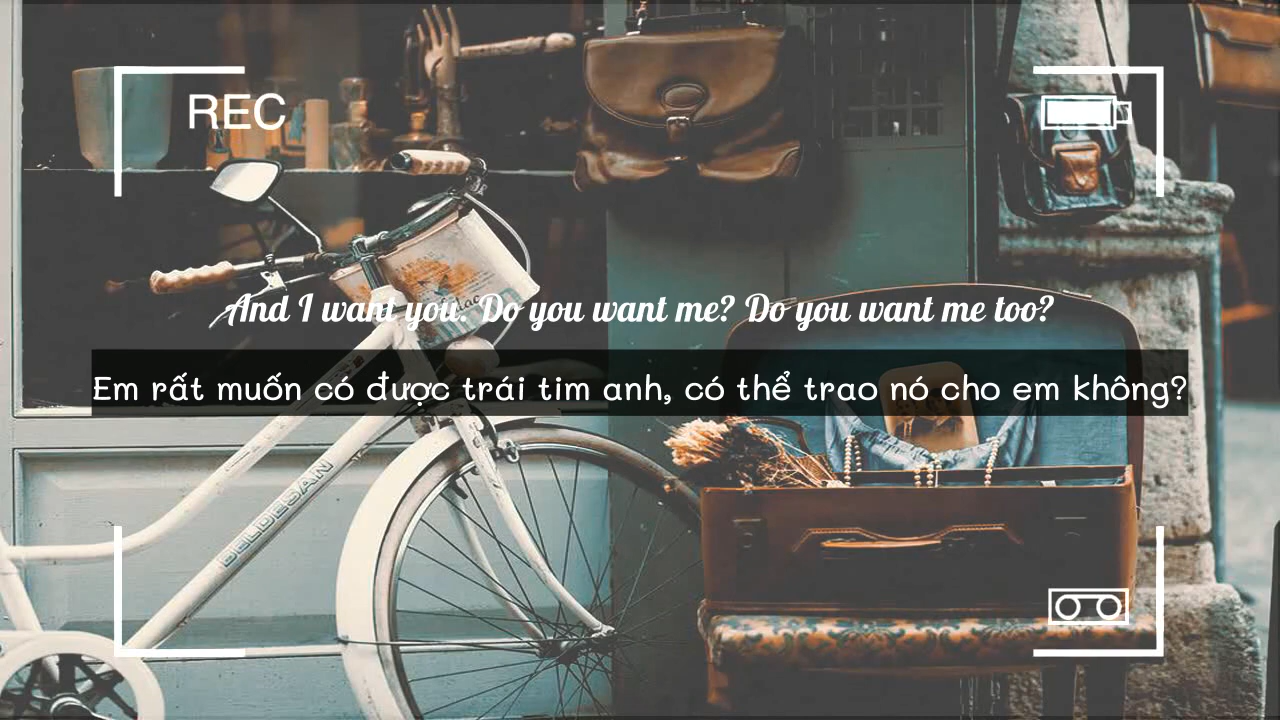 REC
And I want you. Do you want me? Do you want me too?
Em rất muốn có được trái tim anh, có thể trao nó cho em không?
BELDESAN